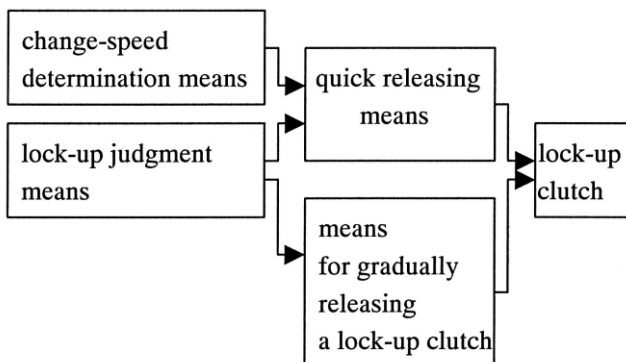 change-speed
determination means
lock-up judgment
means
quick releasing
means
means
for gradually
releasing
a lock-up clutch
lock-up
clutch